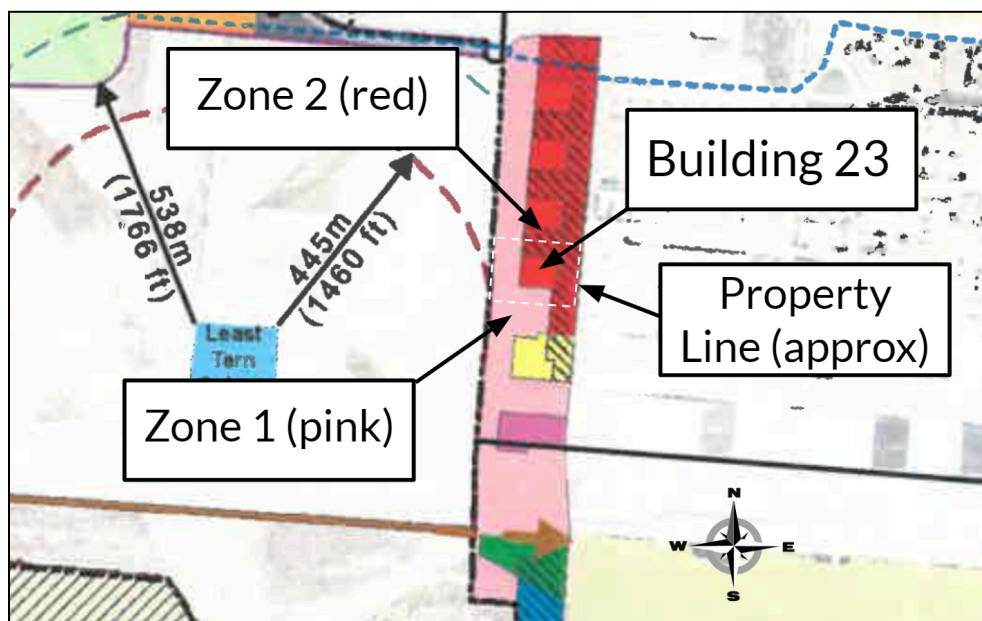 Zone 2 (red)
Building 23
538m
(1766 ft)
445m
(1460 ft)
Property
Line (approx)
Least
Tern
Zone 1 (pink)
N
W
E
S